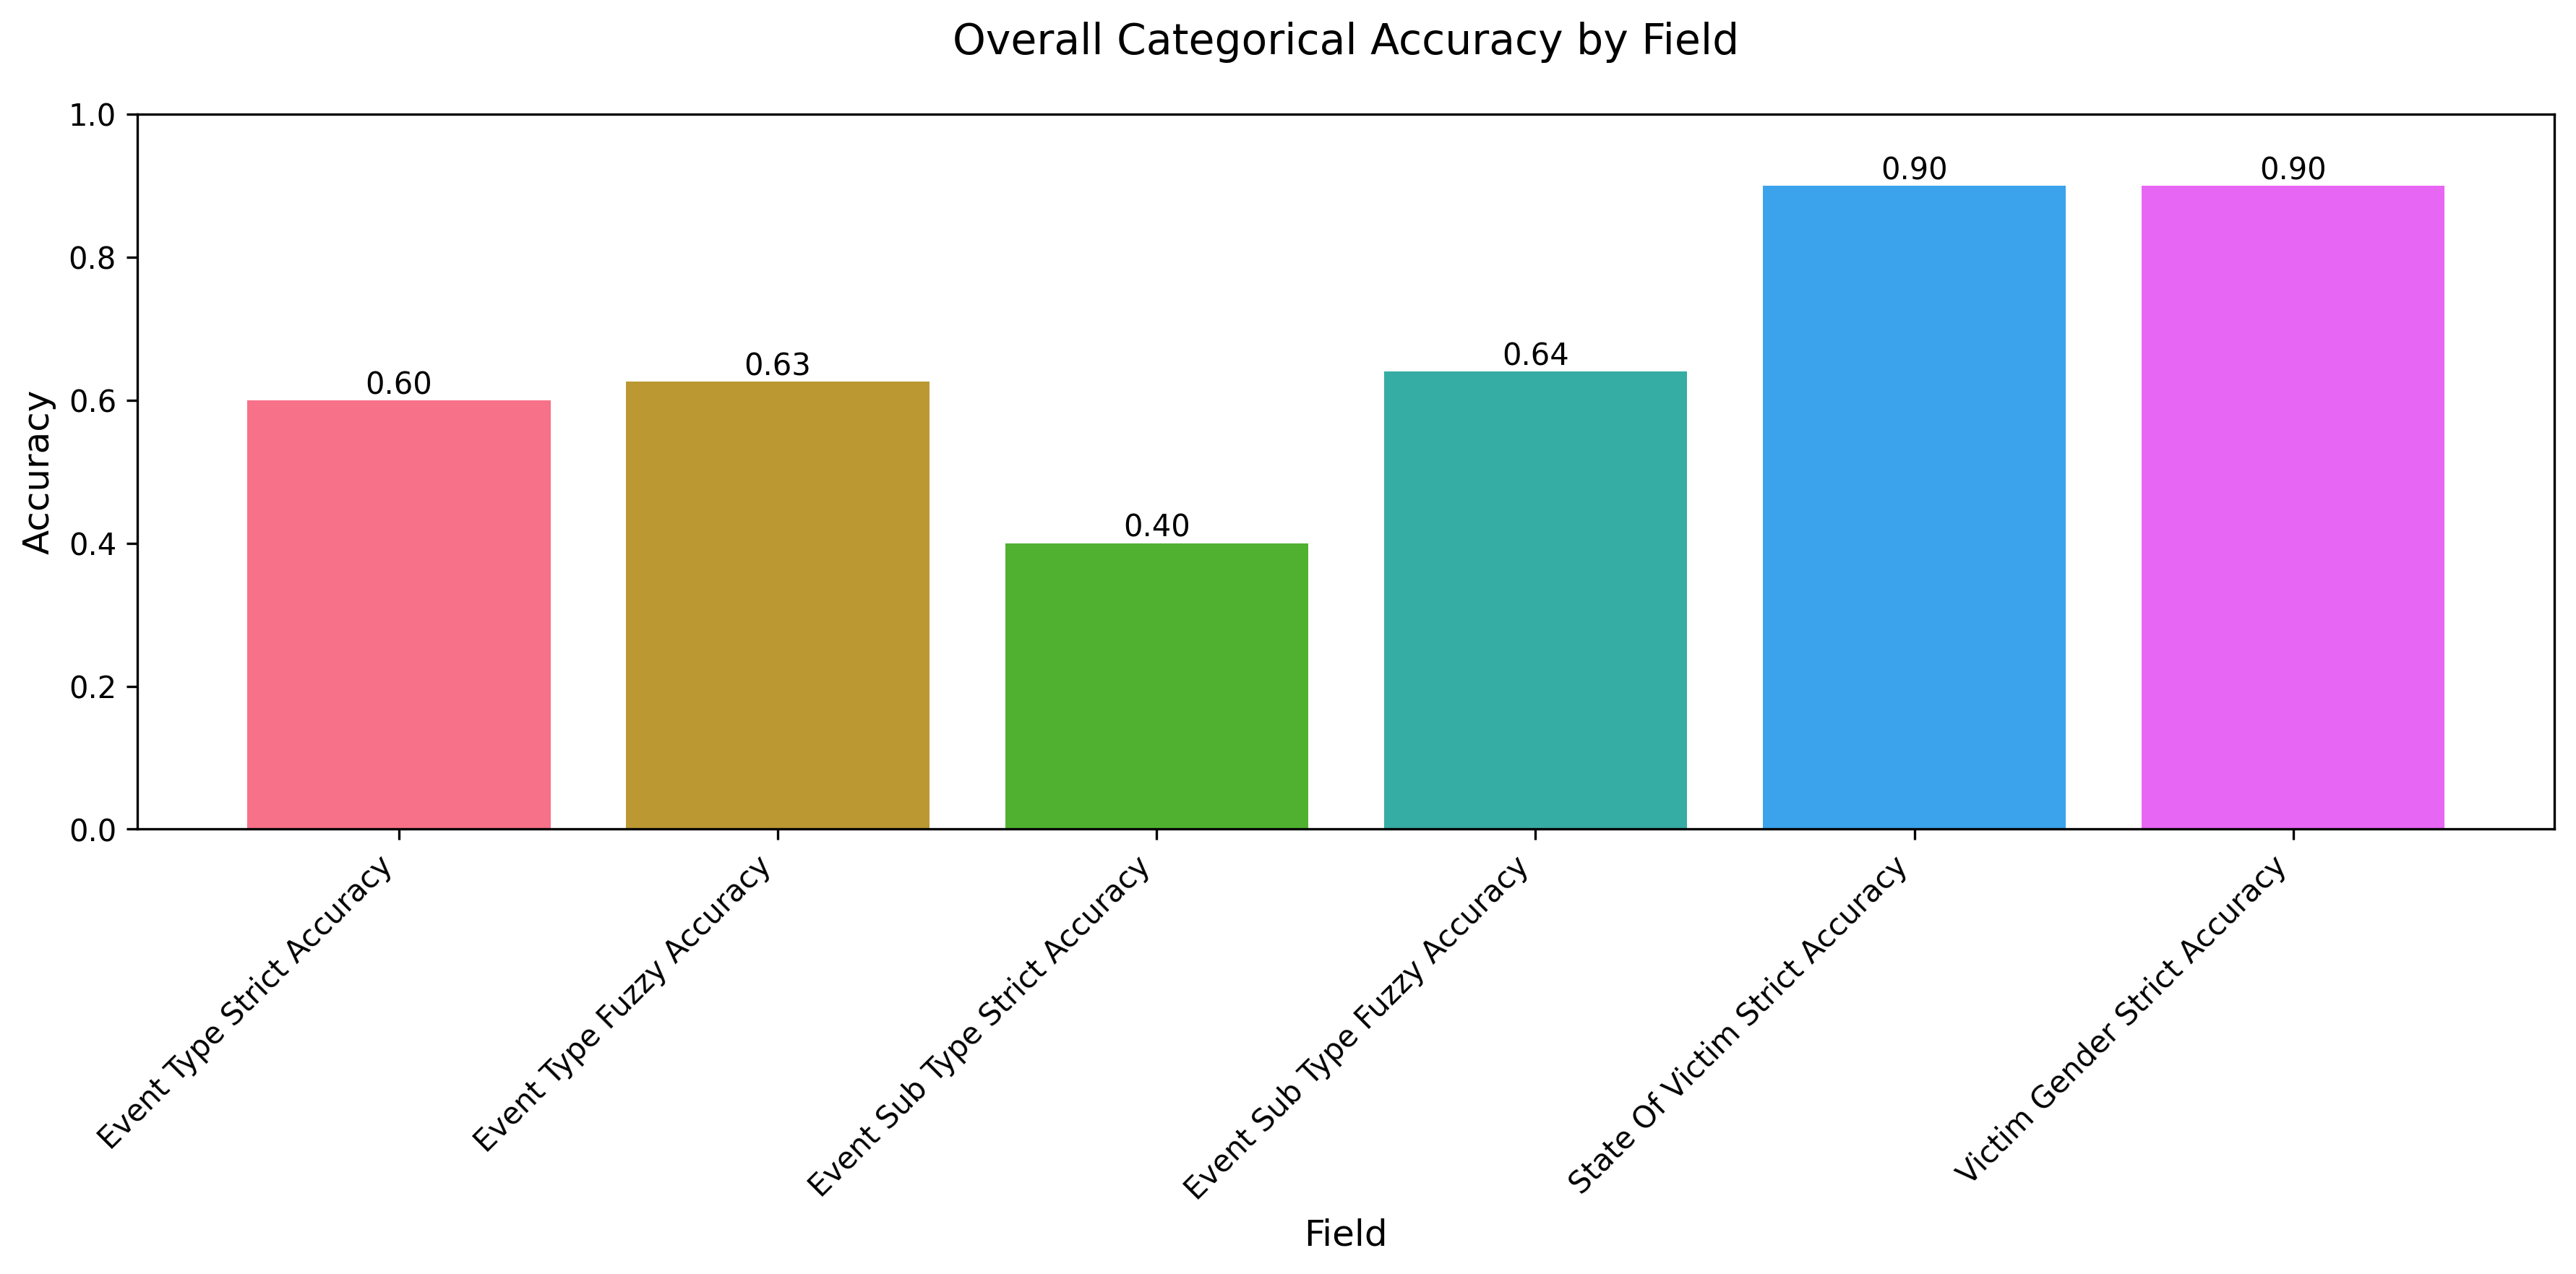 Overall Categorical Accuracy by Field
Accuracy
1.0
0.8
0.6
0.4
0.2
0.0
0.60
0.63
0.40
0.64
0.90
0.90
Event Type Strict Accuracy
Event Type Fuzzy Accuracy
Event Sub Type Strict Accuracy
Event Sub Type Fuzzy Accuracy
State Of Victim Strict Accuracy
Victim Gender Strict Accuracy
Field